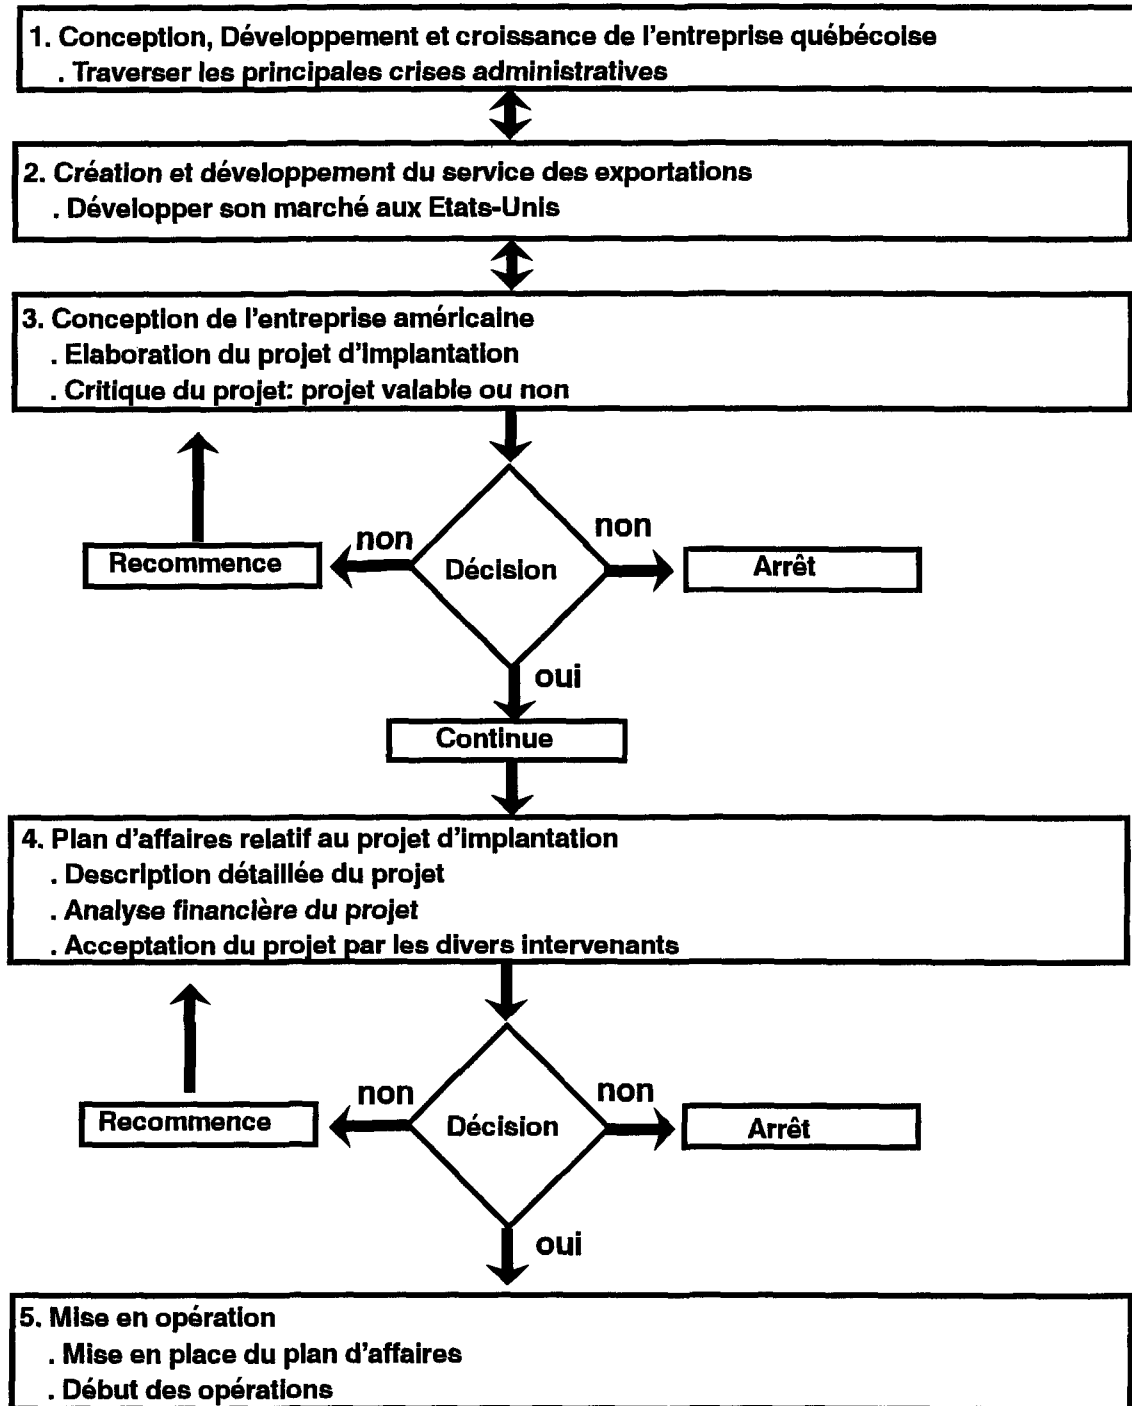 1. Conception, Développement et croissance de l'entreprise québécoise
. Traverser les principales crises administratives
2. Création et développement du service des exportations
. Développer son marché aux Etats-Unis
3. Conception de l'entreprise américaine
. Elaboration du projet d'implantation
. Critique du projet: projet valable ou non
non
non
Recommence
Décision
Arrêt
oui
Continue
4. Plan d'affaires relatif au projet d'implantation
. Description détaillée du projet
. Analyse financière du projet
. Acceptation du projet par les divers intervenants
non
non
Recommence
Décision
Arrêt
oui
5. Mise en opération
. Mise en place du plan d'affaires
. Début des opérations